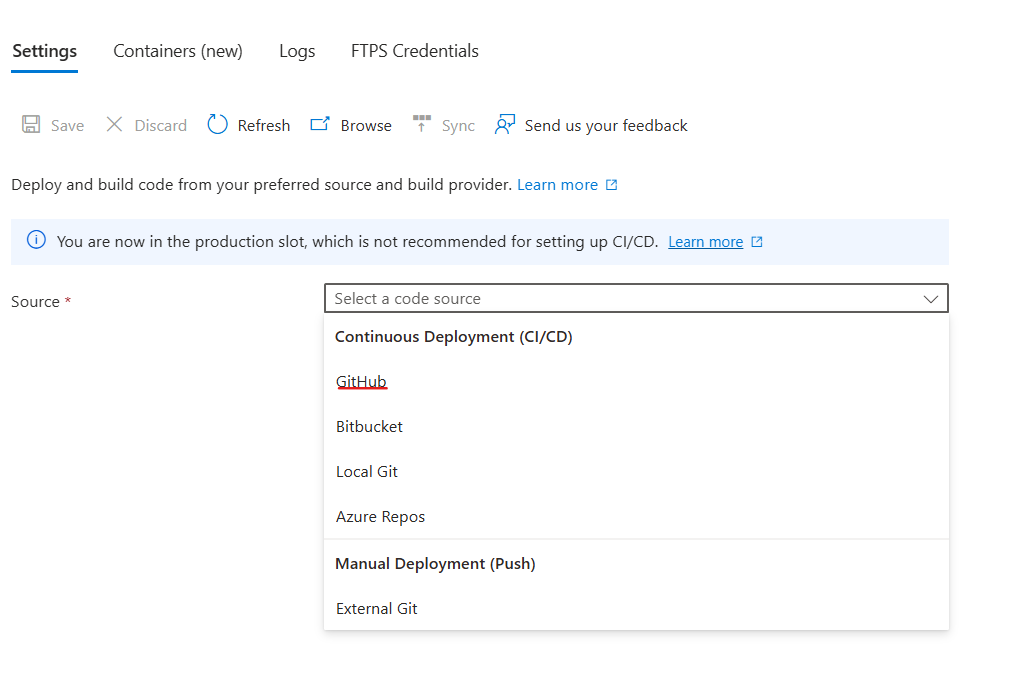 Settings Containers (new) Logs FTPS Credentials
Save Discard Refresh Browse Sync Send us your feedback
Deploy and build code from your preferred source and build provider. Learn more
You are now in the production slot, which is not recommended for setting up CI/CD. Learn more
Source * Select a code source
Continuous Deployment (CI/CD)
GitHub
Bitbucket
Local Git
Azure Repos
Manual Deployment (Push)
External Git